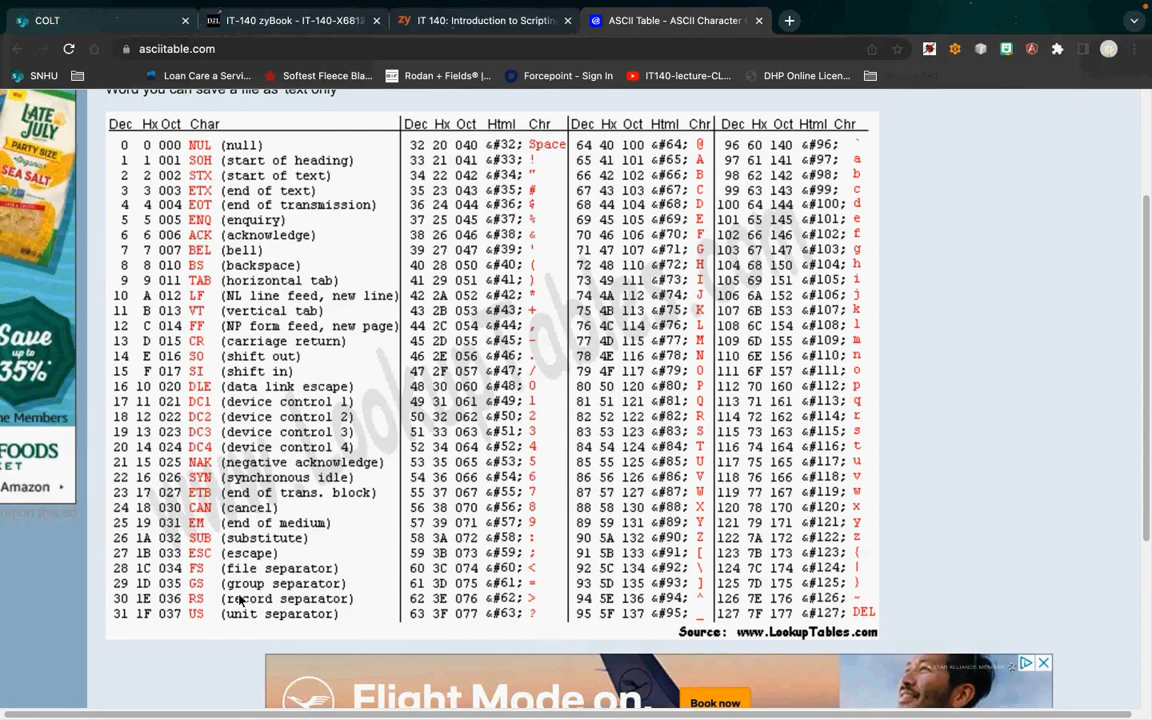 COLT
D2L IT-140 zyBook - IT-140-X6812
zy IT 140: Introduction to Scripting
ASCII Table - ASCII Character
asciitable.com
SNHU
Loan Care a Servi...
Softest Fleece Bla...
Rodan + Fields® |...
Forcepoint - Sign In
IT140-lecture-CL...
DHP Online Licen...
Word you can save a file as 'text only'
Dec Hx Oct Char Dec Hx Oct Html Chr Dec Hx Oct Html Chr Dec Hx Oct Html Chr
0 0 000 NUL (null) 32 20 040 &#32; Space 64 40 100 &#64; @ 96 60 140 &#96; `
1 1 001 SOH (start of heading) 33 21 041 &#33; ! 65 41 101 &#65; A 97 61 141 &#97; a
2 2 002 STX (start of text) 34 22 042 &#34; " 66 42 102 &#66; B 98 62 142 &#98; b
3 3 003 ETX (end of text) 35 23 043 &#35; # 67 43 103 &#67; C 99 63 143 &#99; c
4 4 004 EOT (end of transmission) 36 24 044 &#36; $ 68 44 104 &#68; D 100 64 144 &#100; d
5 5 005 ENQ (enquiry) 37 25 045 &#37; % 69 45 105 &#69; E 101 65 145 &#101; e
6 6 006 ACK (acknowledge) 38 26 046 &#38; & 70 46 106 &#70; F 102 66 146 &#102; f
7 7 007 BEL (bell) 39 27 047 &#39; ' 71 47 107 &#71; G 103 67 147 &#103; g
8 8 010 BS (backspace) 40 28 050 &#40; ( 72 48 110 &#72; H 104 68 150 &#104; h
9 9 011 TAB (horizontal tab) 41 29 051 &#41; ) 73 49 111 &#73; I 105 69 151 &#105; i
10 A 012 LF (NL line feed, new line) 42 2A 052 &#42; * 74 4A 112 &#74; J 106 6A 152 &#106; j
11 B 013 VT (vertical tab) 43 2B 053 &#43; + 75 4B 113 &#75; K 107 6B 153 &#107; k
12 C 014 FF (NP form feed, new page) 44 2C 054 &#44; , 76 4C 114 &#76; L 108 6C 154 &#108; l
13 D 015 CR (carriage return) 45 2D 055 &#45; - 77 4D 115 &#77; M 109 6D 155 &#109; m
14 E 016 SO (shift out) 46 2E 056 &#46; . 78 4E 116 &#78; N 110 6E 156 &#110; n
15 F 017 SI (shift in) 47 2F 057 &#47; / 79 4F 117 &#79; O 111 6F 157 &#111; o
16 10 020 DLE (data link escape) 48 30 060 &#48; 0 80 50 120 &#80; P 112 70 160 &#112; p
17 11 021 DC1 (device control 1) 49 31 061 &#49; 1 81 51 121 &#81; Q 113 71 161 &#113; q
18 12 022 DC2 (device control 2) 50 32 062 &#50; 2 82 52 122 &#82; R 114 72 162 &#114; r
19 13 023 DC3 (device control 3) 51 33 063 &#51; 3 83 53 123 &#83; S 115 73 163 &#115; s
20 14 024 DC4 (device control 4) 52 34 064 &#52; 4 84 54 124 &#84; T 116 74 164 &#116; t
21 15 025 NAK (negative acknowledge) 53 35 065 &#53; 5 85 55 125 &#85; U 117 75 165 &#117; u
22 16 026 SYN (synchronous idle) 54 36 066 &#54; 6 86 56 126 &#86; V 118 76 166 &#118; v
23 17 027 ETB (end of trans. block) 55 37 067 &#55; 7 87 57 127 &#87; W 119 77 167 &#119; w
24 18 030 CAN (cancel) 56 38 070 &#56; 8 88 58 130 &#88; X 120 78 170 &#120; x
25 19 031 EM (end of medium) 57 39 071 &#57; 9 89 59 131 &#89; Y 121 79 171 &#121; y
26 1A 032 SUB (substitute) 58 3A 072 &#58; : 90 5A 132 &#90; Z 122 7A 172 &#122; z
27 1B 033 ESC (escape) 59 3B 073 &#59; ; 91 5B 133 &#91; [ 123 7B 173 &#123; {
28 1C 034 FS (file separator) 60 3C 074 &#60; < 92 5C 134 &#92; \ 124 7C 174 &#124; |
29 1D 035 GS (group separator) 61 3D 075 &#61; = 93 5D 135 &#93; ] 125 7D 175 &#125; }
30 1E 036 RS (record separator) 62 3E 076 &#62; > 94 5E 136 &#94; ^ 126 7E 176 &#126; ~
31 1F 037 US (unit separator) 63 3F 077 &#63; ? 95 5F 137 &#95; _ 127 7F 177 &#127; DEL
www.LookupTables.com
Source: www.LookupTables.com
LATE
JULY
PARTY SIZE
SEA SALT
Save
up to
35%
e Members
FOODS
KET
Amazon
report this ad
A STAR ALLIANCE MEMBER
Flight Mode on.
Book now